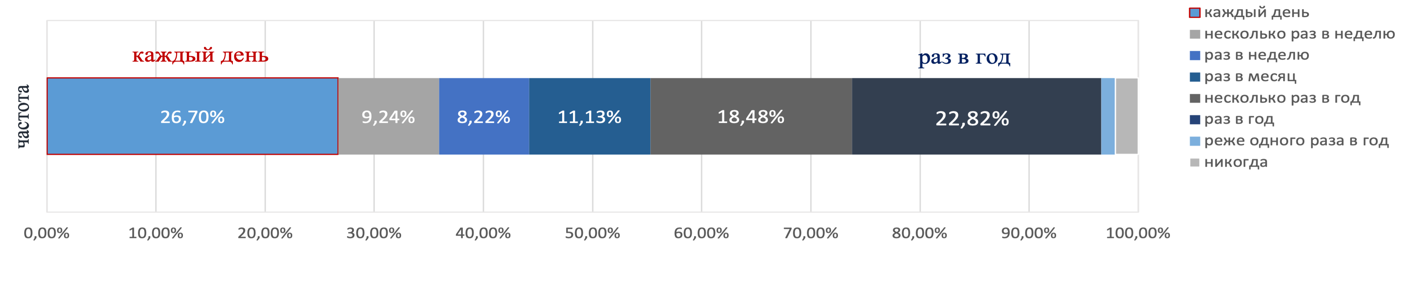 каждый день
раз в год
частота
26,70%
9,24%
8,22%
11,13%
18,48%
22,82%
0,00%
10,00%
20,00%
30,00%
40,00%
50,00%
60,00%
70,00%
80,00%
90,00%
100,00%
каждый день
несколько раз в неделю
раз в неделю
раз в месяц
несколько раз в год
раз в год
реже одного раза в год
никогда